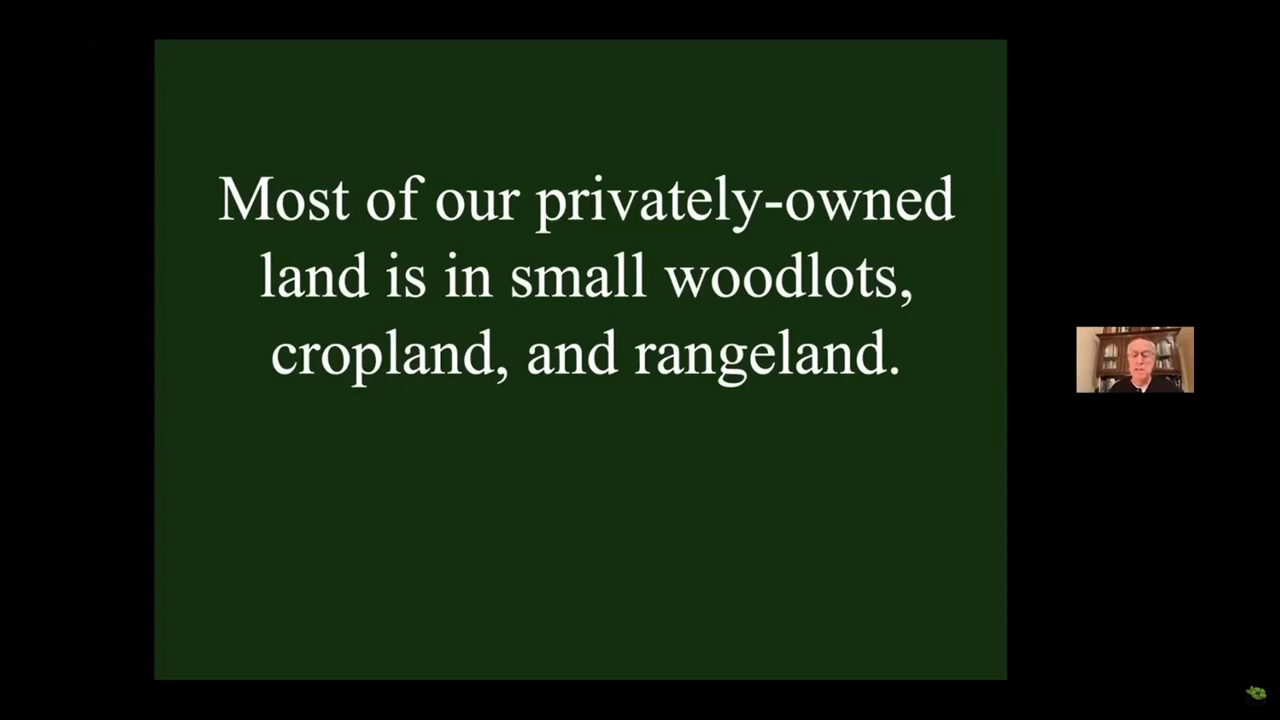 Most of our privately-owned
land is in small woodlots,
cropland, and rangeland.